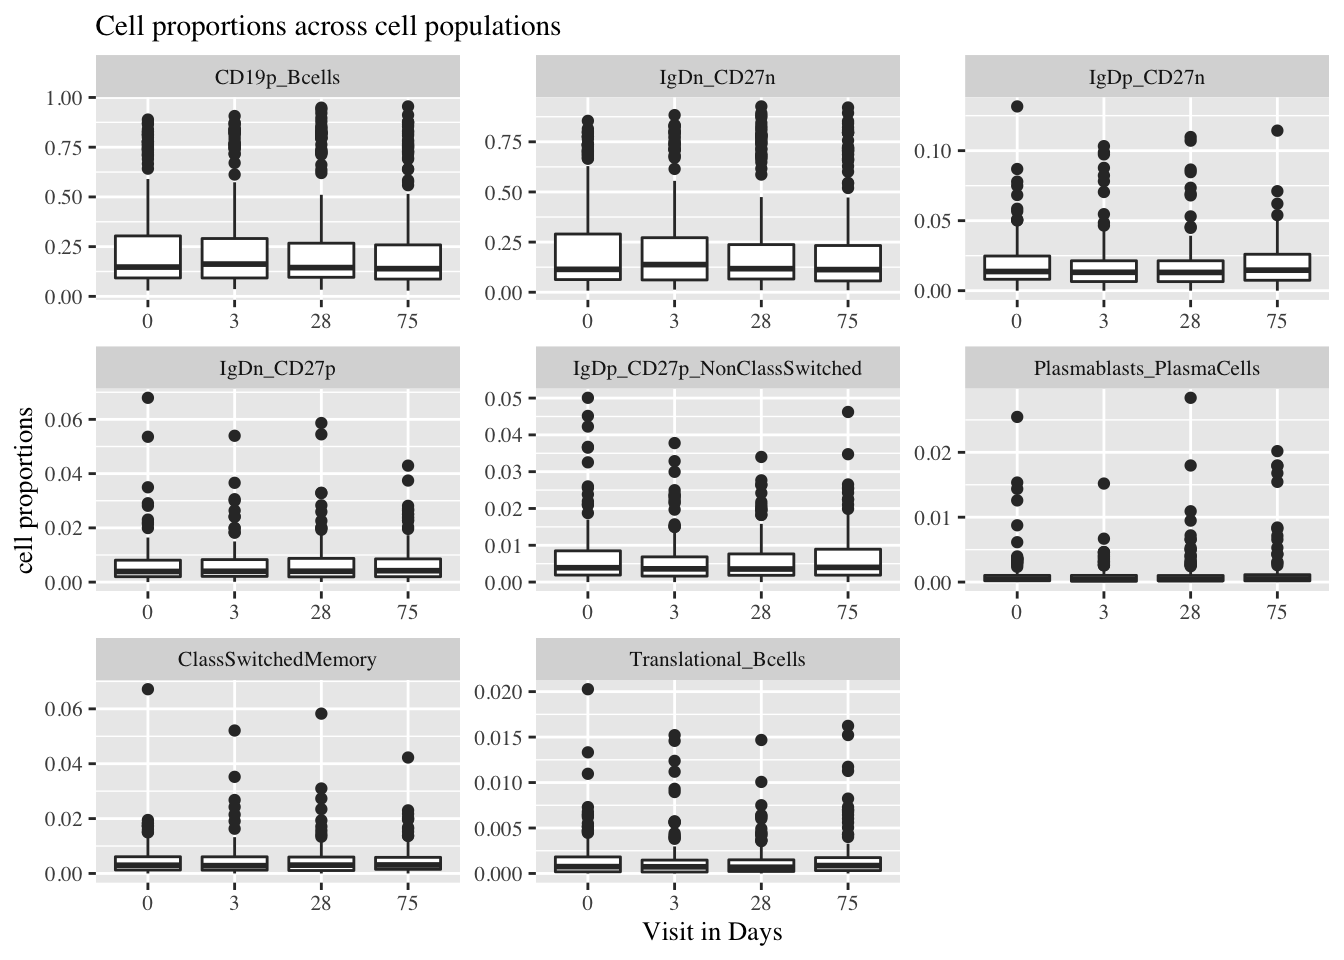 Cell proportions across cell populations
CD19p_Bcells
IgDn_CD27n
IgDp_CD27n
1.00
0.75
0.50
0.25
0.00
0.75
0.50
0.25
0.00
0.10
0.05
0.00
0 3 28 75
0 3 28 75
0 3 28 75
IgDn_CD27p
IgDp_CD27p_NonClassSwitched
Plasmablasts_PlasmaCells
cell proportions
0.06
0.04
0.02
0.00
0.05
0.04
0.03
0.02
0.01
0.00
0.02
0.01
0.00
0 3 28 75
0 3 28 75
0 3 28 75
ClassSwitchedMemory
Translational_Bcells
0.06
0.04
0.02
0.00
0.020
0.015
0.010
0.005
0.000
0 3 28 75
0 3 28 75
Visit in Days